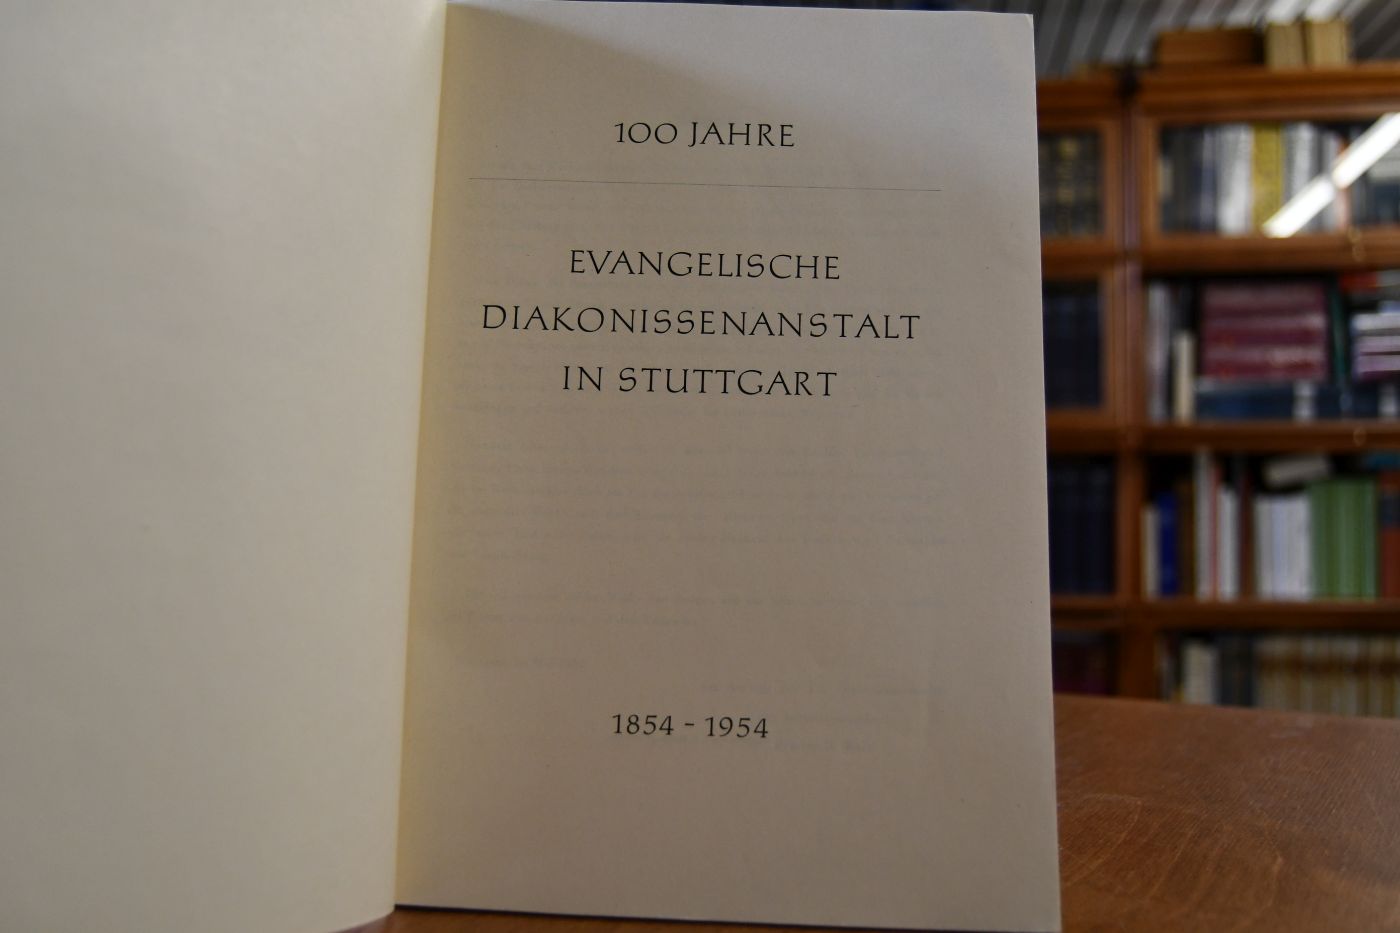 100 JAHRE
EVANGELISCHE
DIAKONISSENANSTALT
IN STUTTGART
1854 - 1954